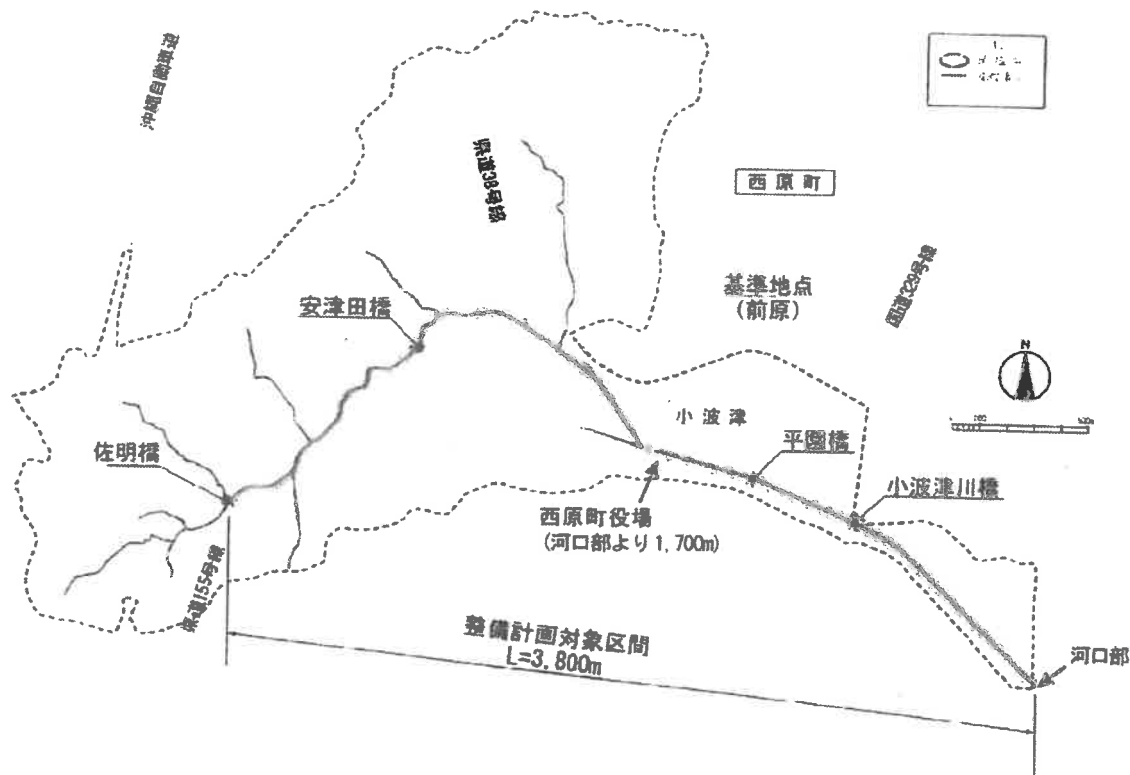 沖縄自動車道
県道38号線
西原町
基準地点
(前原)
国道329号線
N
安津田橋
小波津
平園橋
佐明橋
小波津川橋
西原町役場
(河口部より1,700m)
県道155号線
整備計画対象区間
L=3,800m
河口部